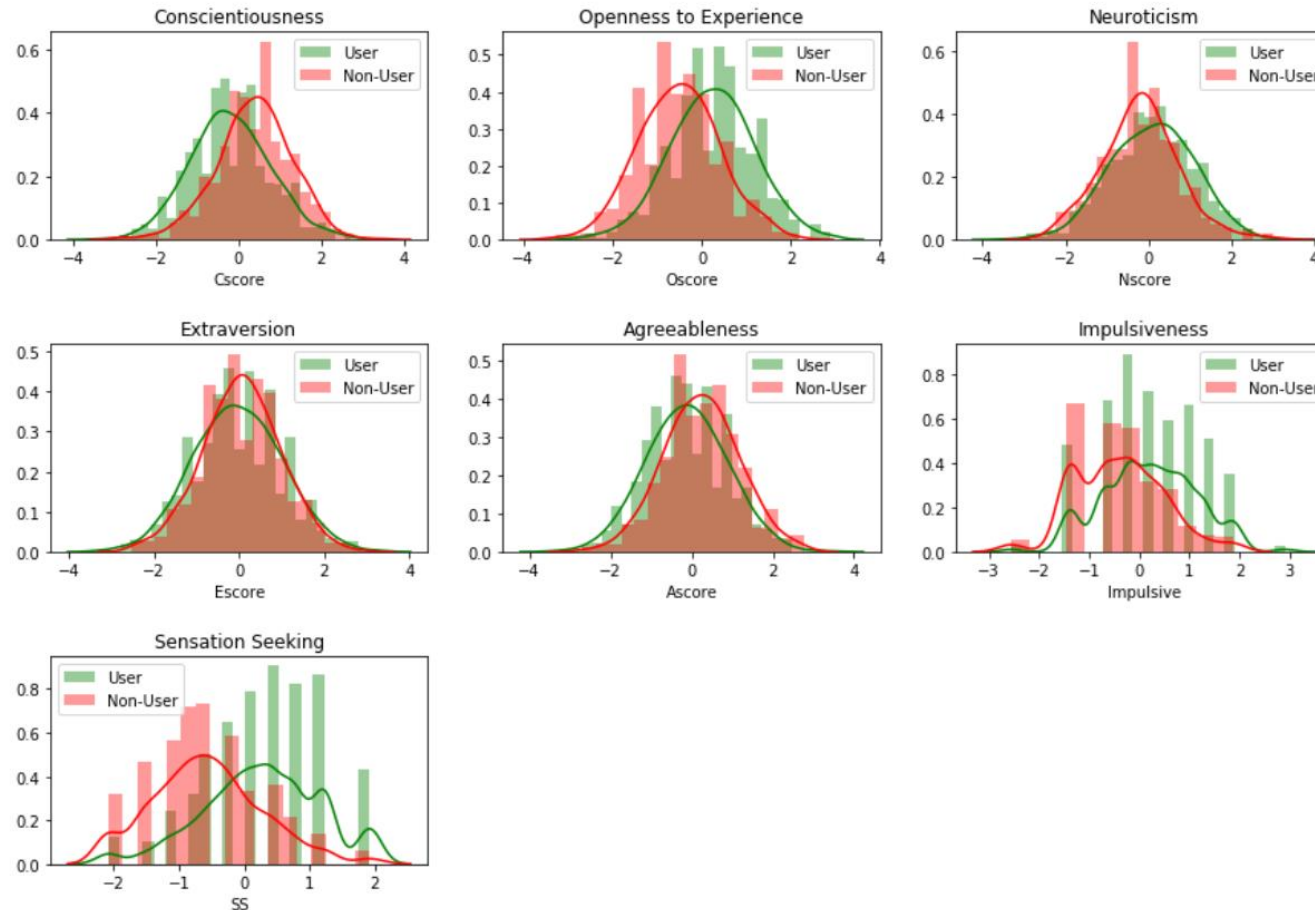 Conscientiousness
0.6
0.4
0.2
0.0
−4 −2 0 2 4
Cscore
User
Non-User
Openness to Experience
0.5
0.4
0.3
0.2
0.1
0.0
−4 −2 0 2 4
Oscore
User
Non-User
Neuroticism
0.6
0.4
0.2
0.0
−4 −2 0 2 4
Nscore
User
Non-User
Extraversion
0.5
0.4
0.3
0.2
0.1
0.0
−4 −2 0 2 4
Escore
User
Non-User
Agreeableness
0.5
0.4
0.3
0.2
0.1
0.0
−4 −2 0 2 4
Ascore
User
Non-User
Impulsiveness
0.8
0.6
0.4
0.2
0.0
−3 −2 −1 0 1 2 3
Impulsive
User
Non-User
Sensation Seeking
0.8
0.6
0.4
0.2
0.0
−2 −1 0 1 2
SS
User
Non-User